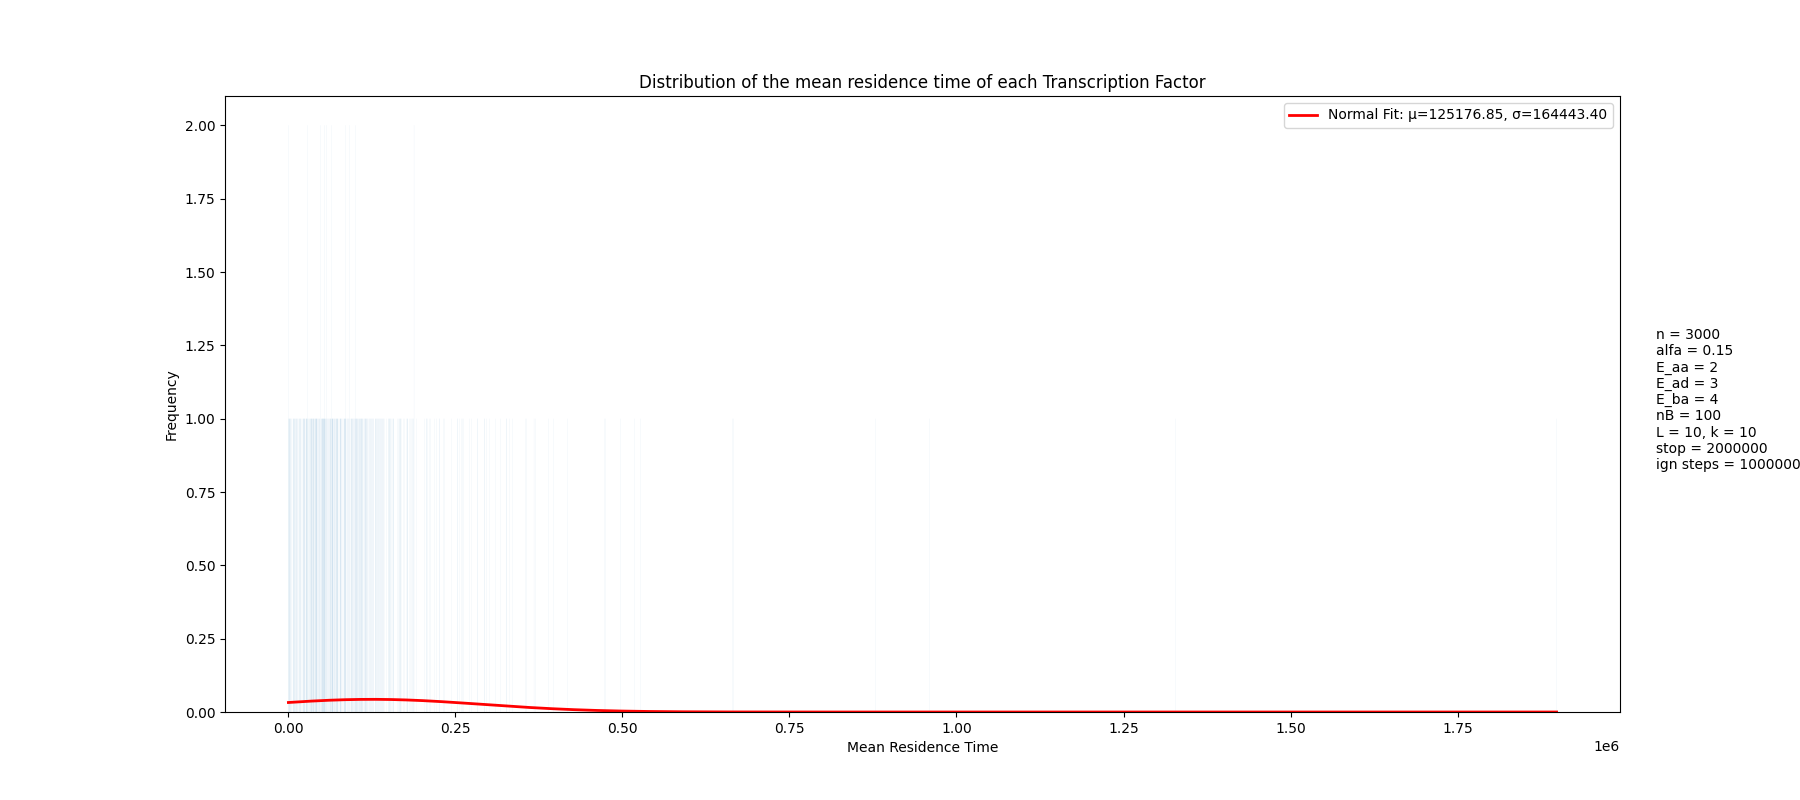 Distribution of the mean residence time of each Transcription Factor
Normal Fit: μ=125176.85, σ=164443.40
2.00
1.75
1.50
1.25
1.00
0.75
0.50
0.25
0.00
Frequency
0.00 0.25 0.50 0.75 1.00 1.25 1.50 1.75
1e6
Mean Residence Time
n = 3000
alfa = 0.15
E_aa = 2
E_ad = 3
E_ba = 4
nB = 100
L = 10, k = 10
stop = 2000000
ign steps = 1000000